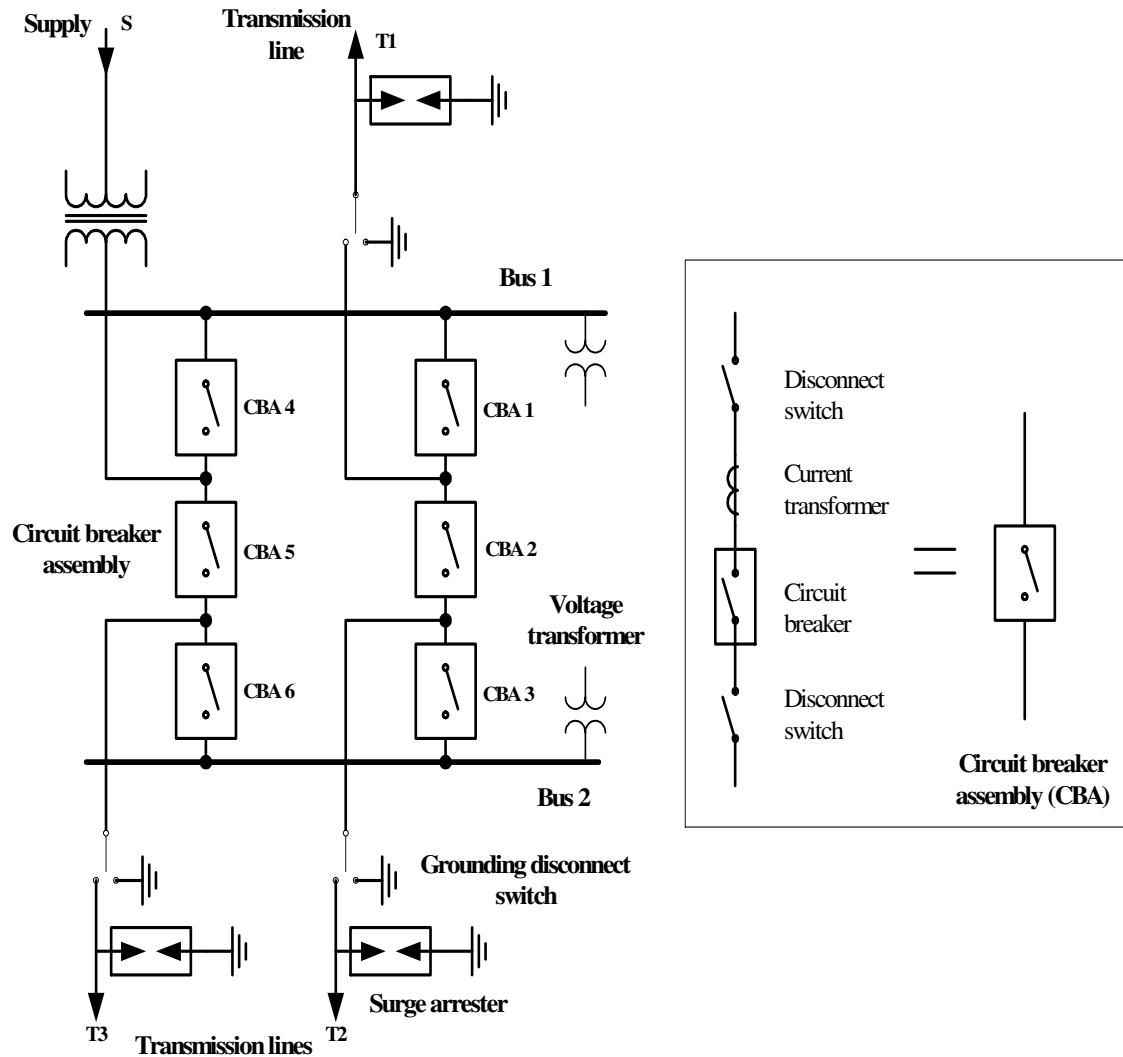 Supply S
Transmission
line
T1
Bus 1
CBA 4
CBA 1
Circuit breaker
assembly
CBA 5
CBA 2
Voltage
transformer
CBA 6
CBA 3
Bus 2
Grounding disconnect
switch
Surge arrester
T3
Transmission lines
T2
Disconnect
switch
Current
transformer
Circuit
breaker
Disconnect
switch
Circuit breaker
assembly (CBA)